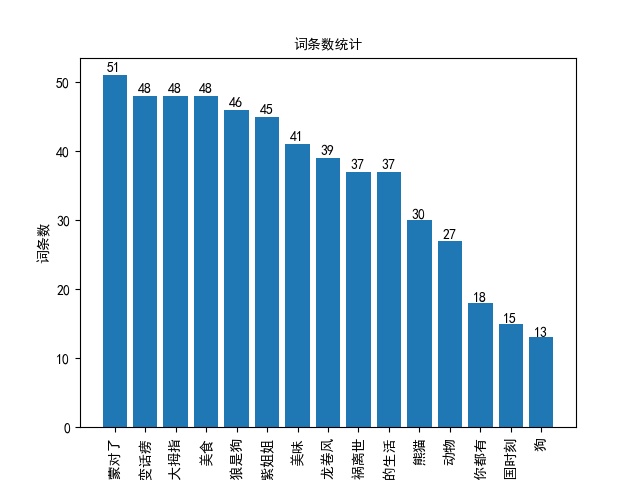 词条数统计
词条数
50
40
30
20
10
0
51
48
48
48
46
45
41
39
37
37
30
27
18
15
13
蒙对了
变话痨
大拇指
美食
狼是狗
紫姐姐
美味
龙卷风
祸离世
的生活
熊猫
动物
你都有
国时刻
狗